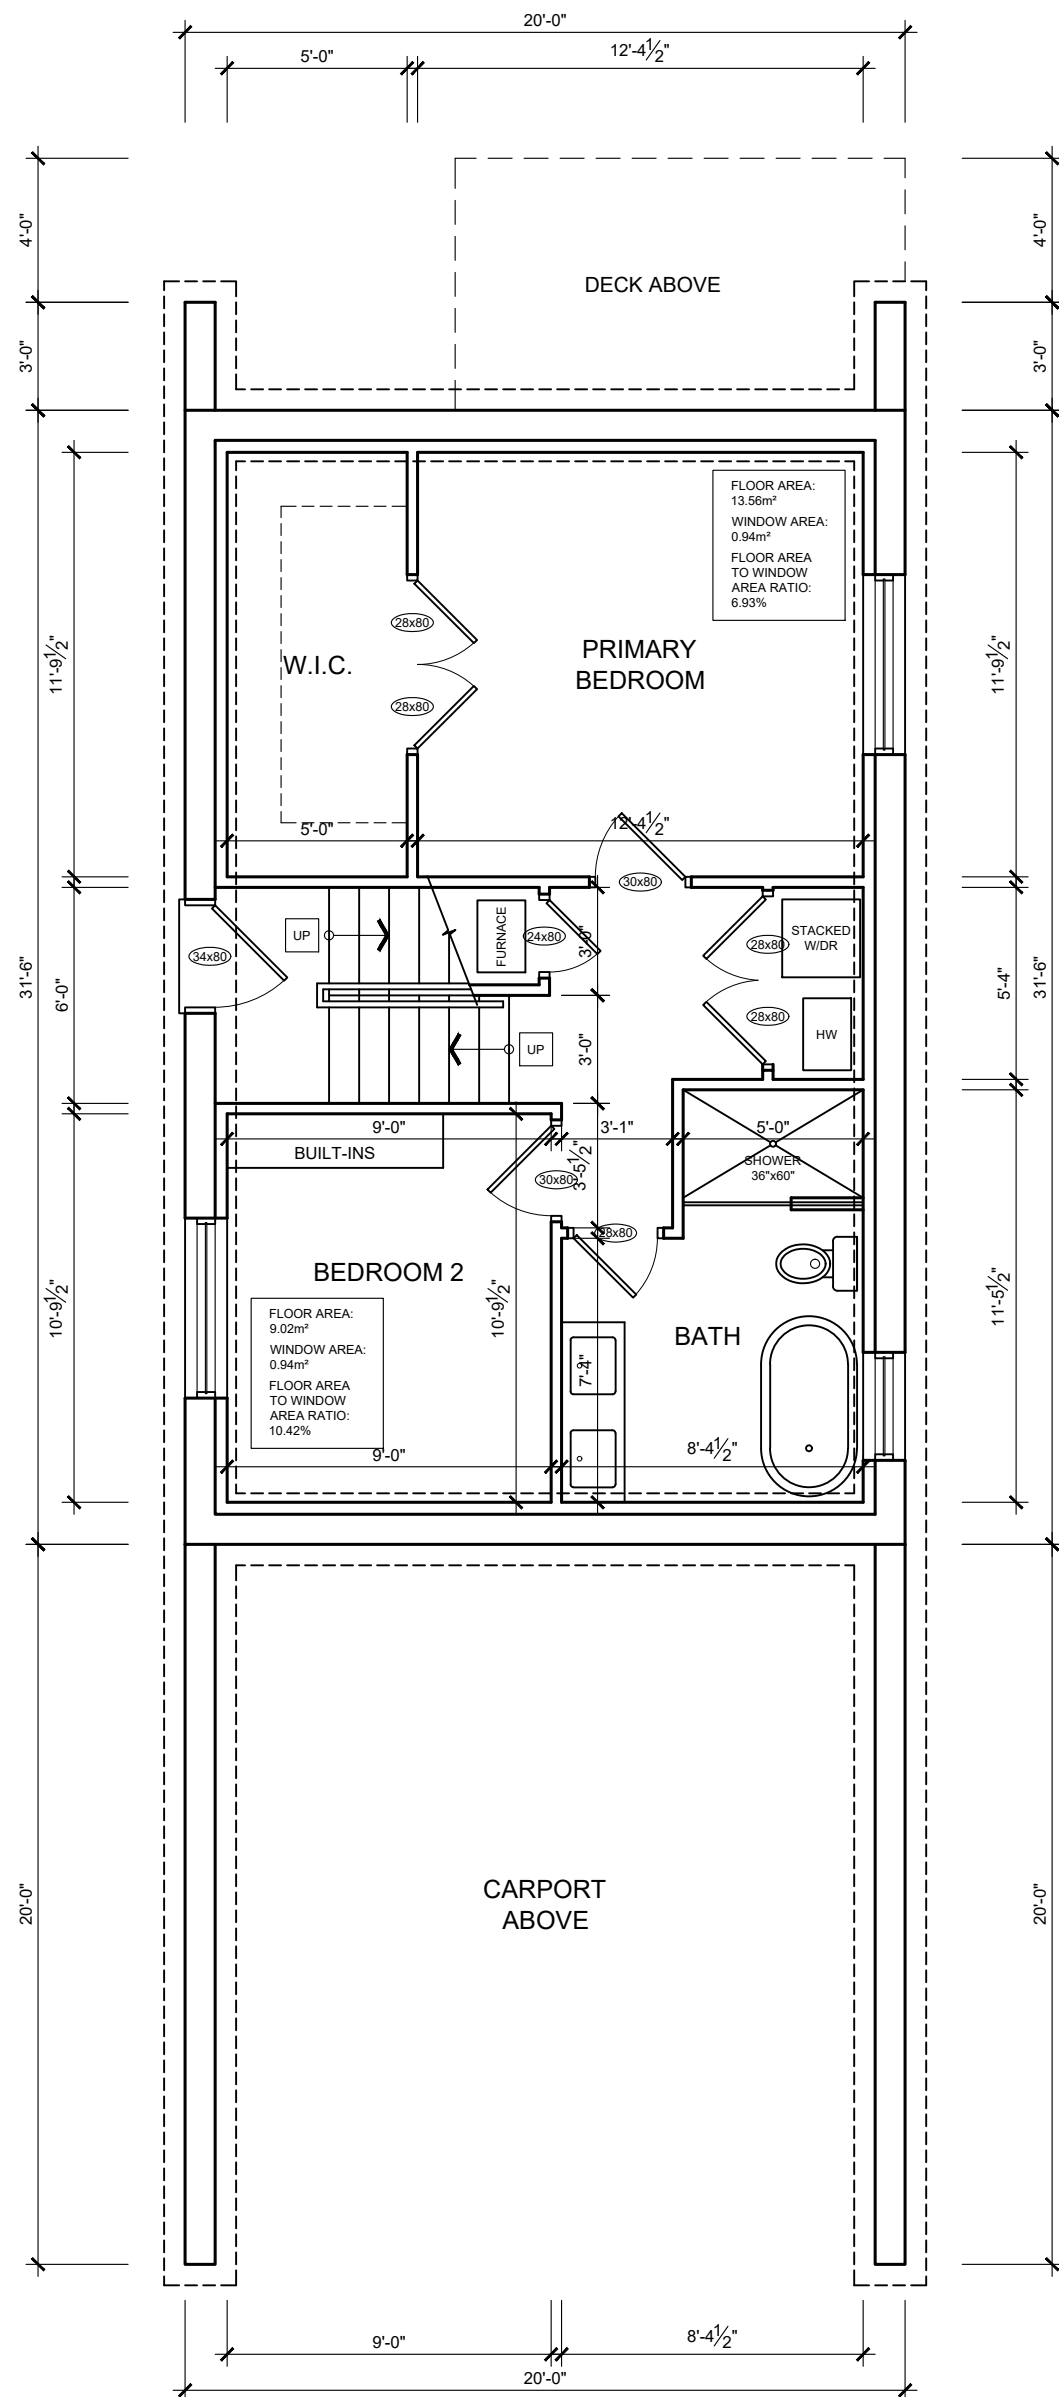 20'-0"
5'-0"
12'-4½"
4'-0"
4'-0"
DECK ABOVE
3'-0"
3'-0"
FLOOR AREA:
13.56m²
WINDOW AREA:
0.94m²
FLOOR AREA
TO WINDOW
AREA RATIO:
6.93%
28x80
11'-9½"
W.I.C.
PRIMARY
BEDROOM
11'-9½"
28x80
5'-0"
12'-4½"
30x80
UP
FURNACE
24x80
3'-0"
28x80
STACKED
W/DR
34x80
31'-6"
6'-0"
5'-4"
31'-6"
28x80
HW
3'-0"
UP
9'-0"
3'-1"
5'-0"
BUILT-INS
3'-5½"
SHOWER
36"x60"
30x80
28x80
BEDROOM 2
10'-9½"
10'-9½"
11'-5½"
FLOOR AREA:
9.02m²
WINDOW AREA:
0.94m²
FLOOR AREA
TO WINDOW
AREA RATIO:
10.42%
BATH
7'-4"
9'-0"
8'-4½"
CARPORT
ABOVE
20'-0"
20'-0"
9'-0"
8'-4½"
20'-0"